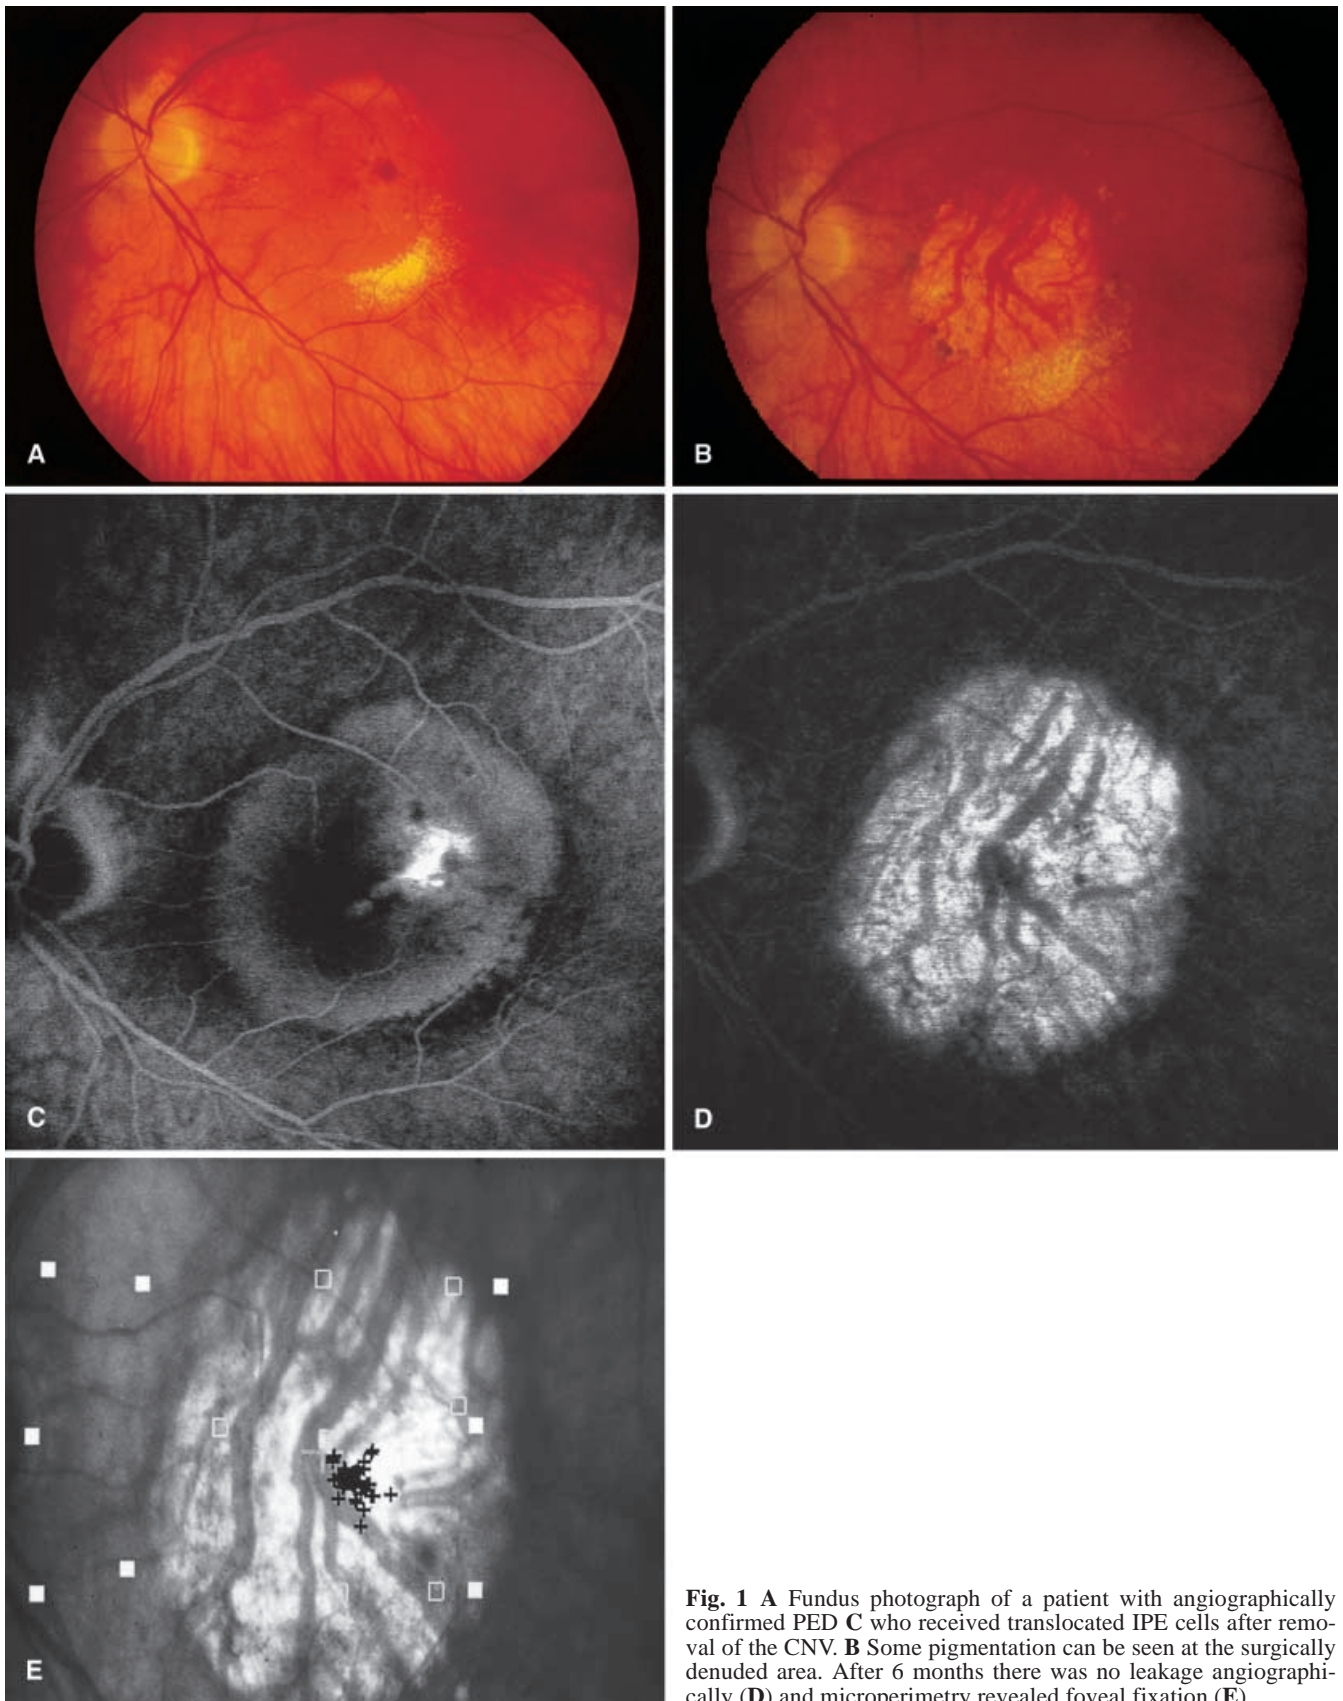 A
B
C
D
E
Fig. 1 A Fundus photograph of a patient with angiographically
confirmed PED C who received translocated IPE cells after remo-
val of the CNV. B Some pigmentation can be seen at the surgically
denuded area. After 6 months there was no leakage angiographi-
cally (D) and microperimetry revealed foveal fixation (E)